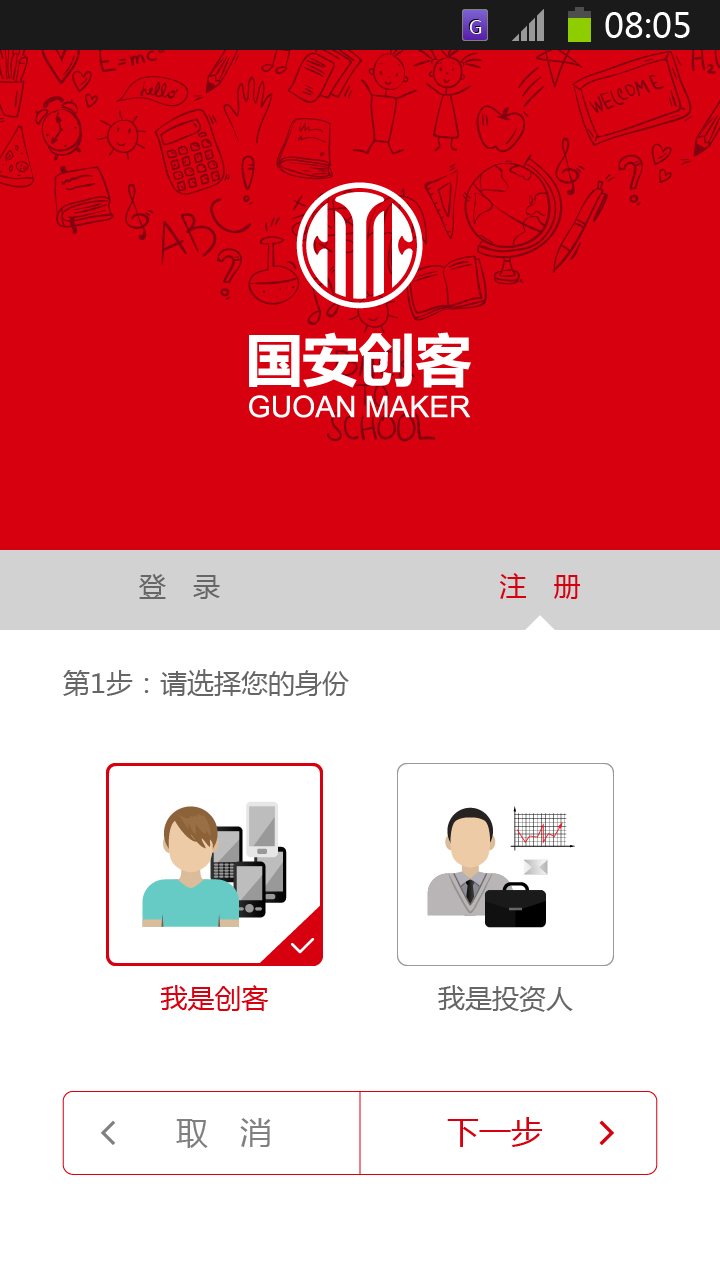 G 08:05
E=mc²
hello
WELCOME
ABC
国安创客
GUOAN MAKER
SCHOOL
登 录 注 册
第1步：请选择您的身份
我是创客 我是投资人
取 消 下一步